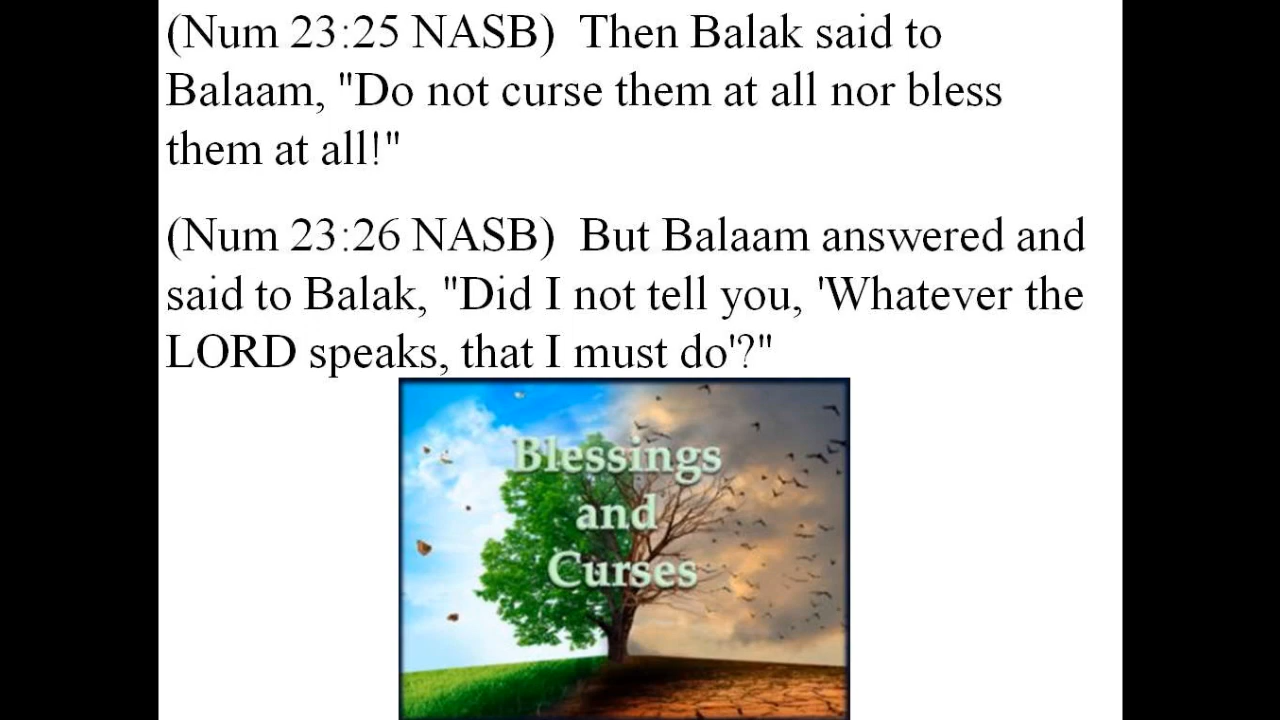 (Num 23:25 NASB)  Then Balak said to
Balaam, "Do not curse them at all nor bless
them at all!"
(Num 23:26 NASB)  But Balaam answered and
said to Balak, "Did I not tell you, 'Whatever the
LORD speaks, that I must do'?"
Blessings
and
Curses